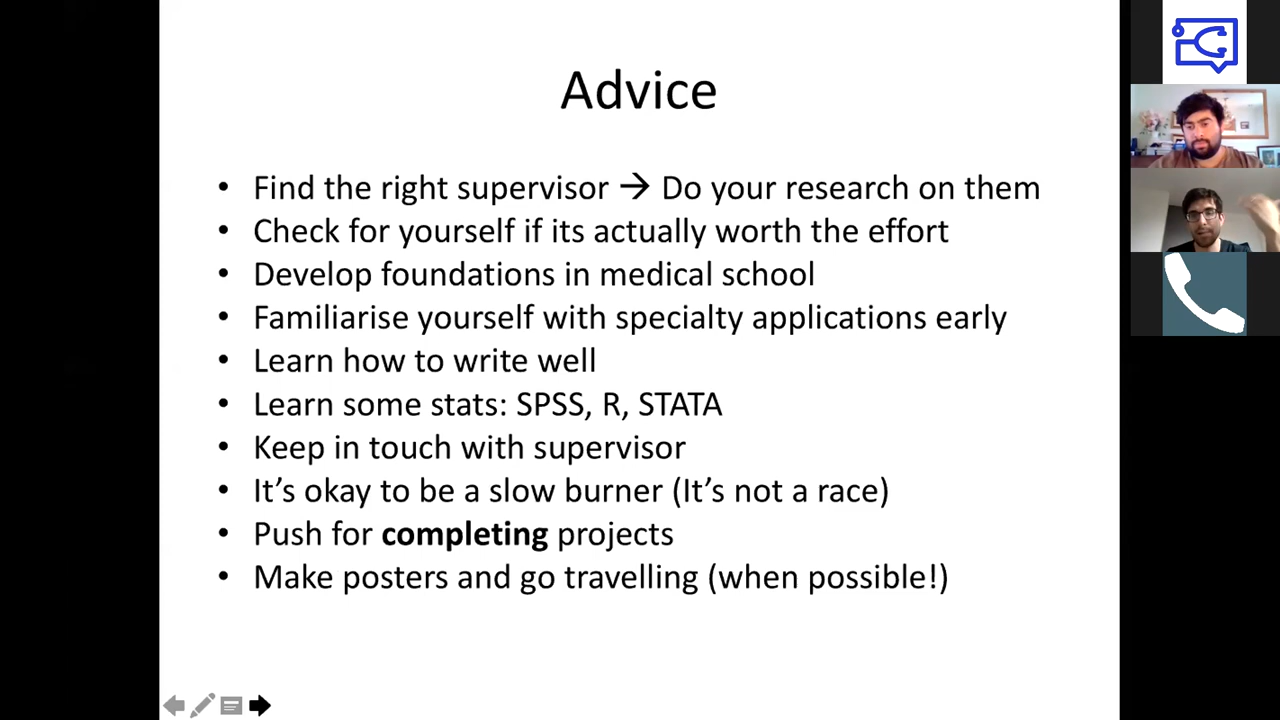 Advice
• Find the right supervisor → Do your research on them
• Check for yourself if its actually worth the effort
• Develop foundations in medical school
• Familiarise yourself with specialty applications early
• Learn how to write well
• Learn some stats: SPSS, R, STATA
• Keep in touch with supervisor
• It’s okay to be a slow burner (It’s not a race)
• Push for completing projects
• Make posters and go travelling (when possible!)